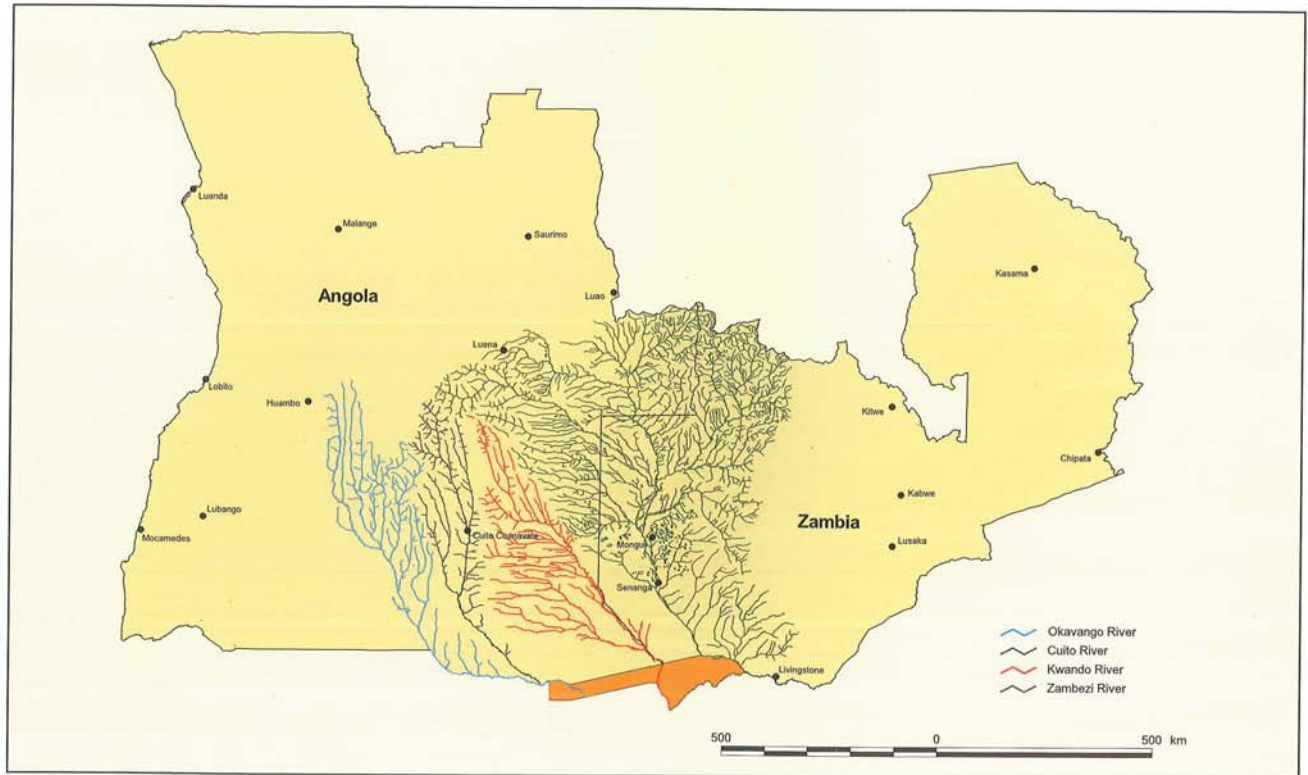 Luanda
Malange
Saurimo
Kasama
Angola
Luao
Luena
Lobito
Huambo
Kitwe
Chipata
Kabwe
Lubango
Zambia
Mocamedes
Cuito Cuanavale
Mongu
Lusaka
Senanga
Okavango River
Cuito River
Kwando River
Livingstone
Zambezi River
500 0 500 km